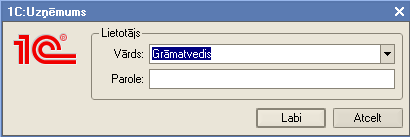 1C:Uzņēmums
1C®
Lietotājs
Vārds: Grāmatvedis
Parole:
Labi Atcelt